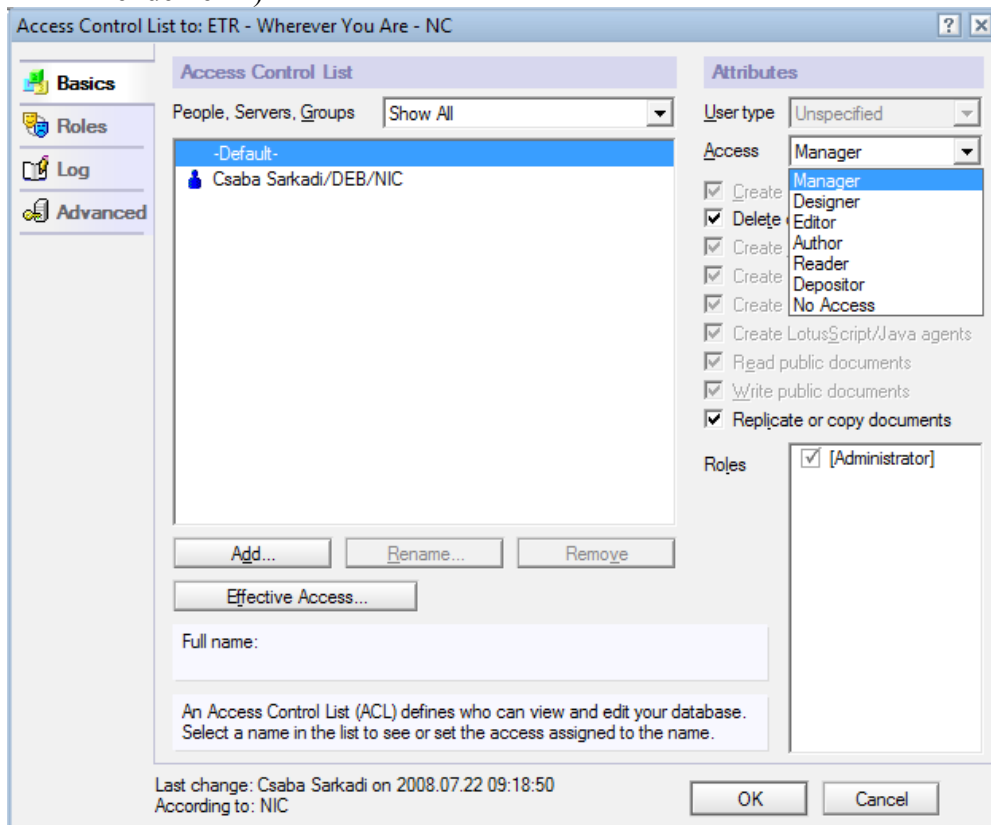 Access Control List to: ETR - Wherever You Are - NC
Basics
Roles
Log
Advanced
Access Control List
People, Servers, Groups Show All
-Default-
Csaba Sarkadi/DEB/NIC
Add... Rename... Remove
Effective Access...
Full name:
An Access Control List (ACL) defines who can view and edit your database.
Select a name in the list to see or set the access assigned to the name.
Attributes
User type Unspecified
Access Manager
Manager
Designer
Editor
Author
Reader
Depositor
No Access
Create
Delete
Create
Create
Create
Create LotusScript/Java agents
Read public documents
Write public documents
Replicate or copy documents
Roles [Administrator]
Last change: Csaba Sarkadi on 2008.07.22 09:18:50
According to: NIC
OK Cancel